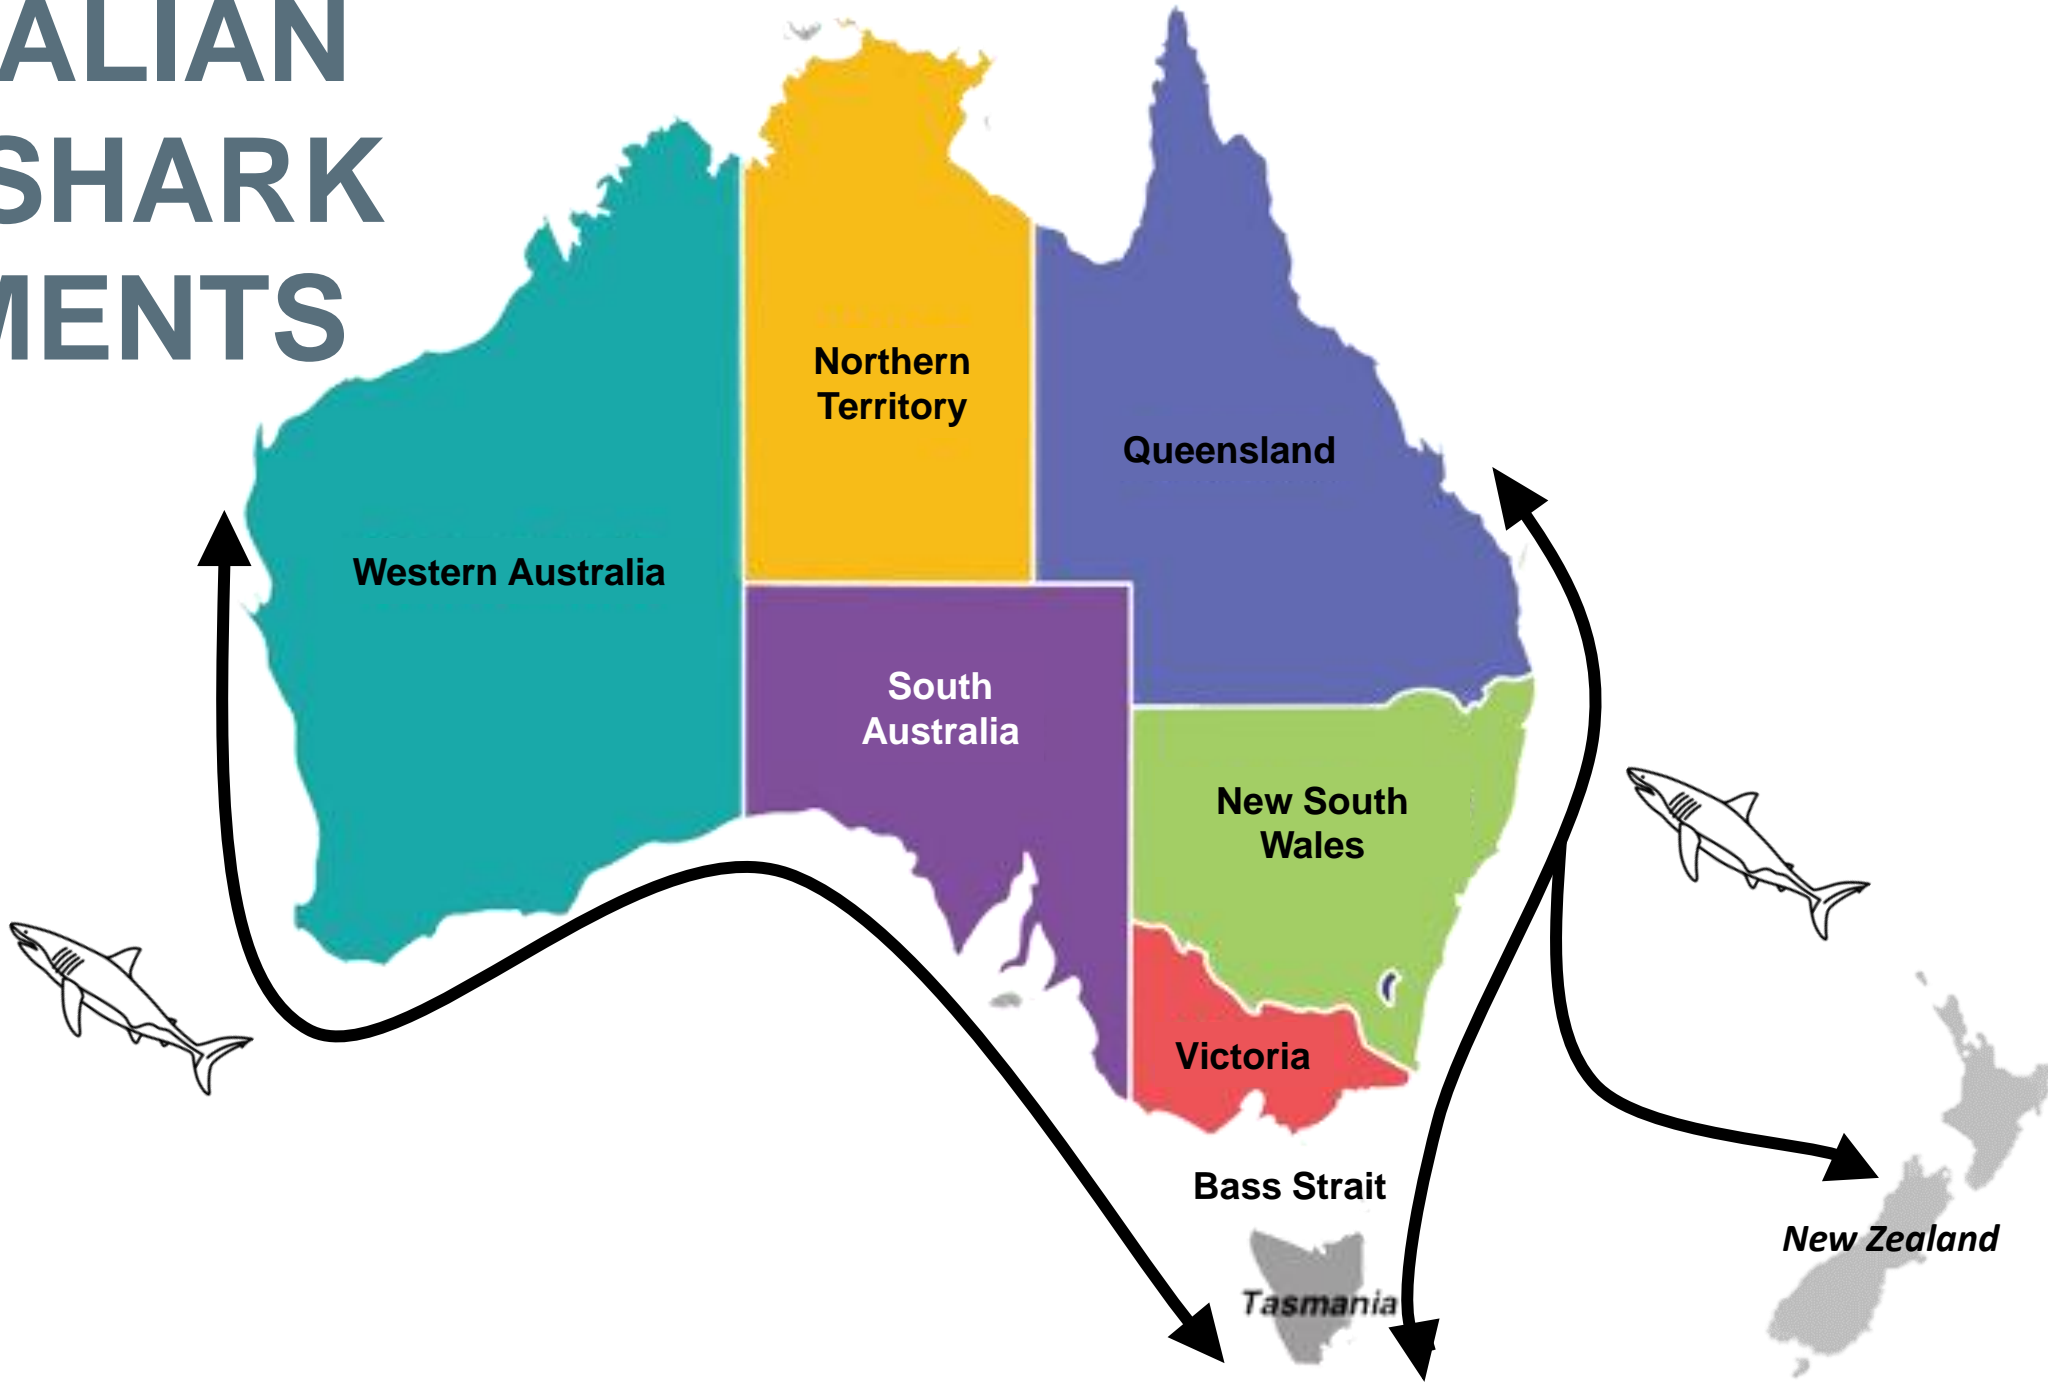 ALIAN
SHARK
MENTS
Northern
Territory
Queensland
Western Australia
South
Australia
New South
Wales
Victoria
Bass Strait
New Zealand
Tasmania